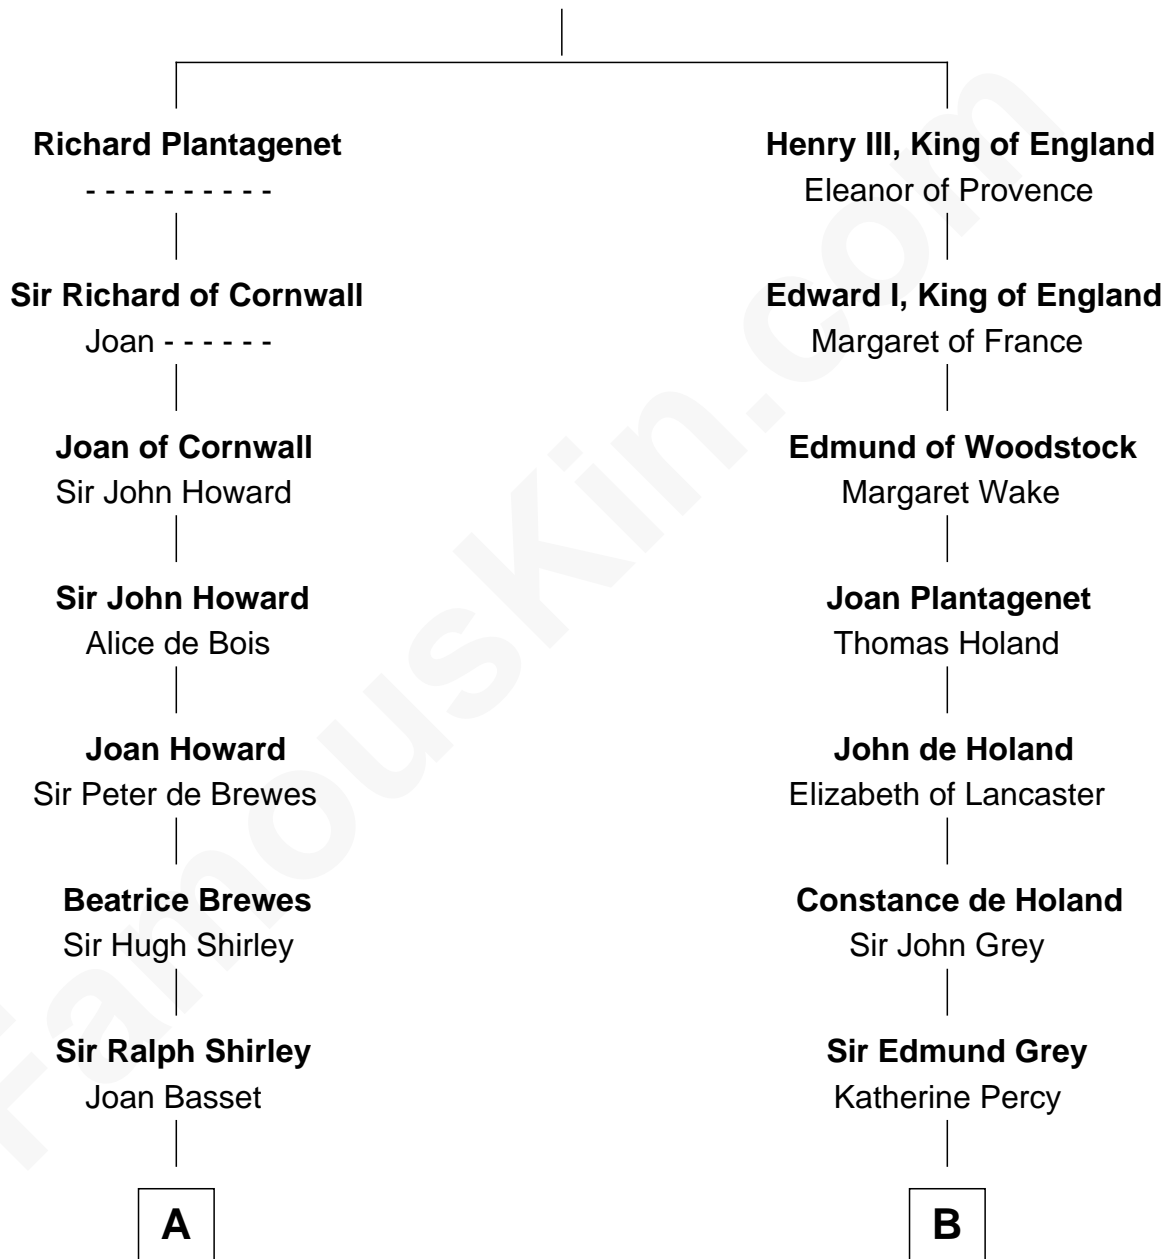 Richard Plantagenet
- - - - - - - - - -
Sir Richard of Cornwall
Joan - - - - - -
Joan of Cornwall
Sir John Howard
Sir John Howard
Alice de Bois
Joan Howard
Sir Peter de Brewes
Beatrice Brewes
Sir Hugh Shirley
Sir Ralph Shirley
Joan Basset
A
Henry III, King of England
Eleanor of Provence
Edward I, King of England
Margaret of France
Edmund of Woodstock
Margaret Wake
Joan Plantagenet
Thomas Holand
John de Holand
Elizabeth of Lancaster
Constance de Holand
Sir John Grey
Sir Edmund Grey
Katherine Percy
B
FamousKin.com